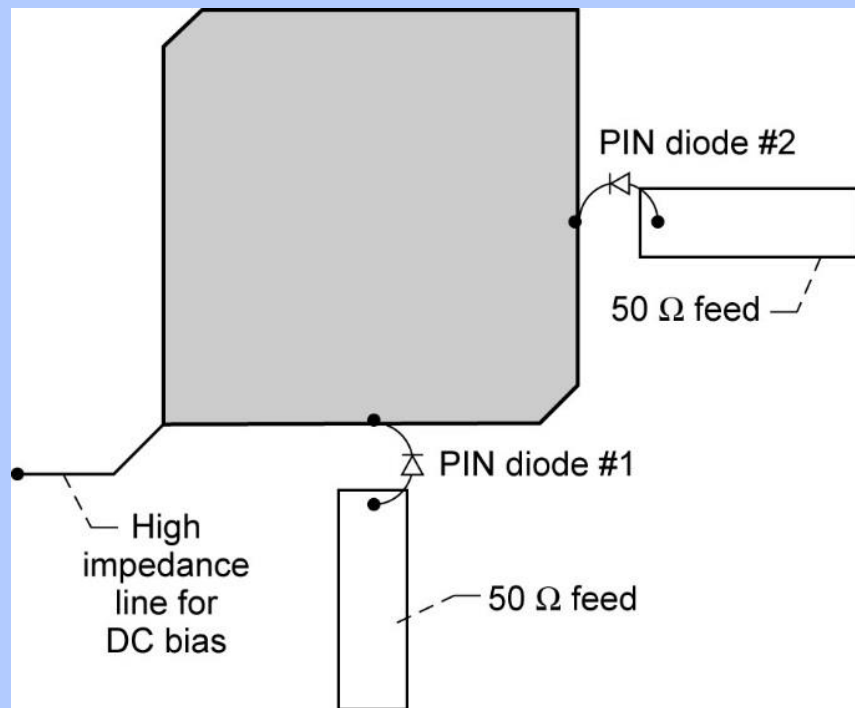 PIN diode #2
50 Ω feed
PIN diode #1
High
impedance
line for
DC bias
50 Ω feed